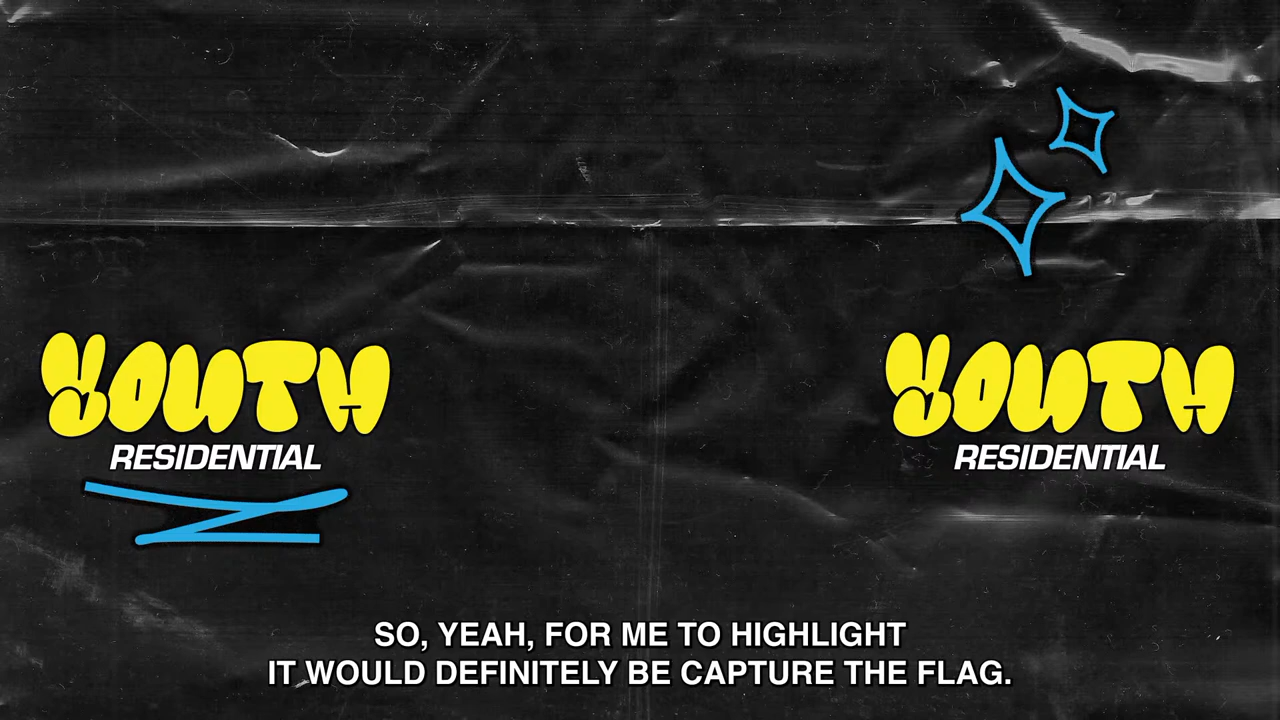 YOUTH
RESIDENTIAL
YOUTH
RESIDENTIAL
SO, YEAH, FOR ME TO HIGHLIGHT
IT WOULD DEFINITELY BE CAPTURE THE FLAG.